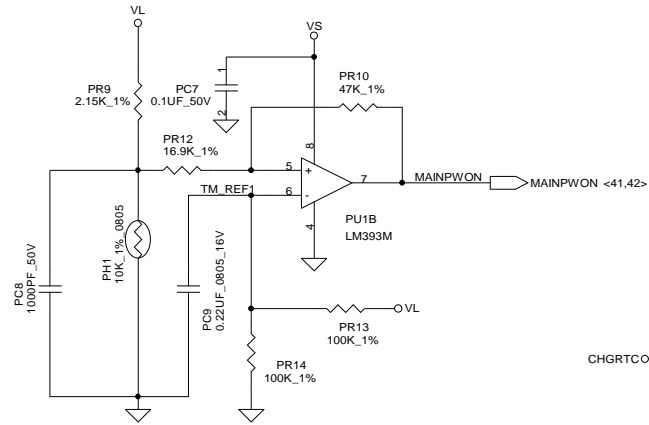 VL
VS
PR9
2.15K_1%
PC7
0.1UF_50V
1
2
PR10
47K_1%
PR12
16.9K_1%
8
5
+
6
-
7
4
TM_REF1
MAINPWON
MAINPWON <41,42>
PU1B
LM393M
PH1
10K_1%_0805
PC8
1000PF_50V
PC9
0.22UF_0805_16V
PR13
100K_1%
VL
PR14
100K_1%
CHGRTC